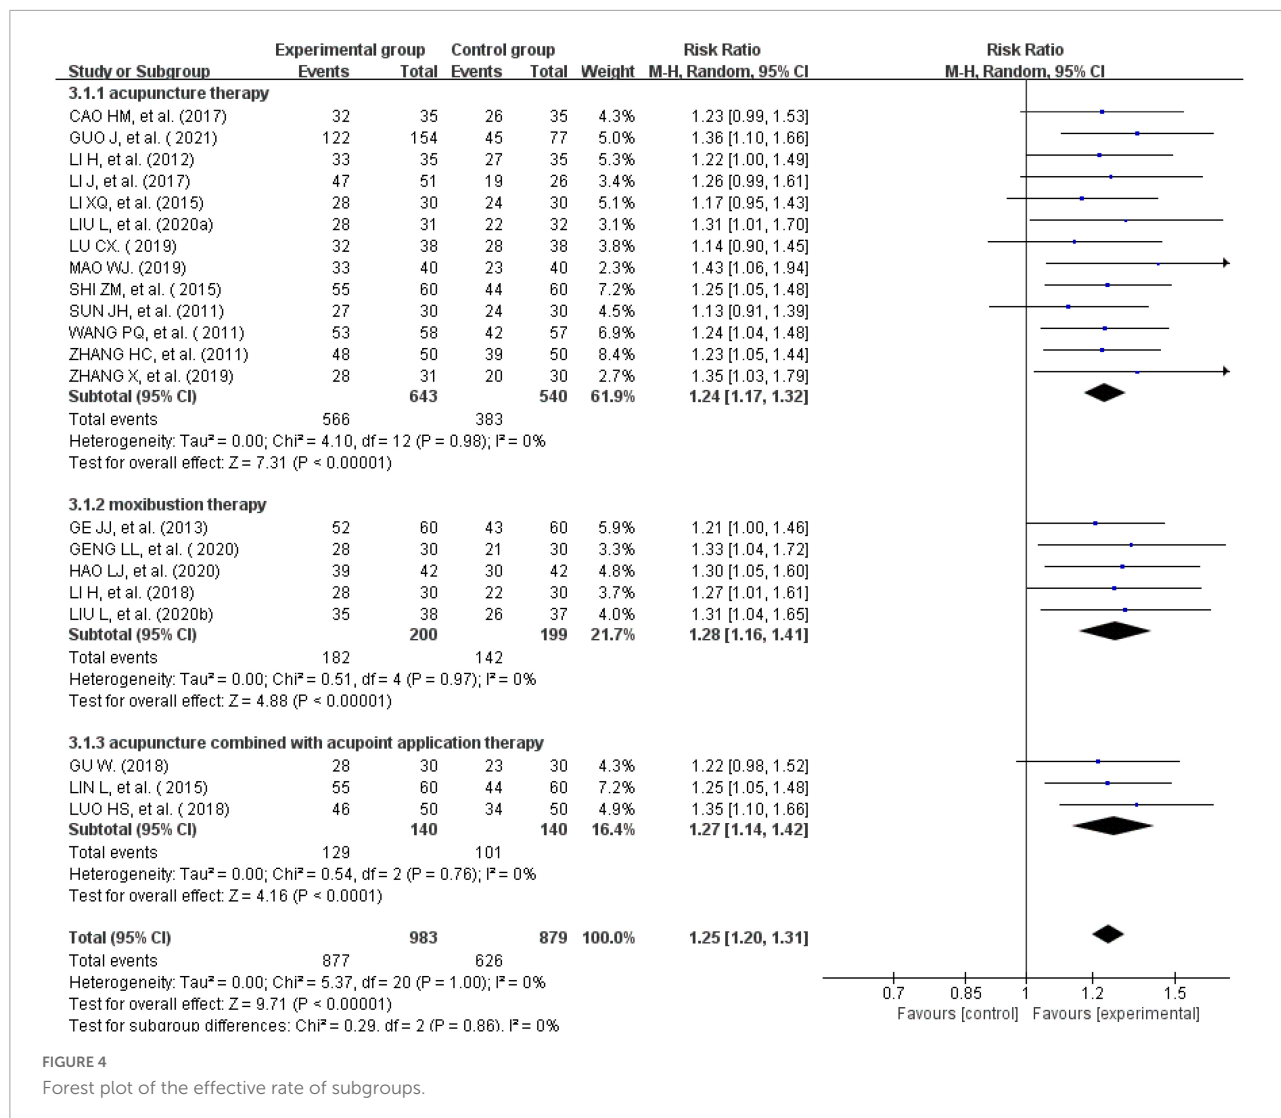 Experimental group Control group Risk Ratio Risk Ratio
Study or Subgroup Events Total Events Total Weight M-H, Random, 95% CI M-H, Random, 95% CI
3.1.1 acupuncture therapy
CAO HM, et al. (2017) 32 35 26 35 4.3% 1.23 [0.99, 1.53]
GUO J, et al. ( 2021) 122 154 45 77 5.0% 1.36 [1.10, 1.66]
LI H, et al. (2012) 33 35 27 35 5.3% 1.22 [1.00, 1.49]
LI J, et al. (2017) 47 51 19 26 3.4% 1.26 [0.99, 1.61]
LI XQ, et al. (2015) 28 30 24 30 5.1% 1.17 [0.95, 1.43]
LIU L, et al. (2020a) 28 31 22 32 3.1% 1.31 [1.01, 1.70]
LU CX. ( 2019) 32 38 28 38 3.8% 1.14 [0.90, 1.45]
MAO WJ. (2019) 33 40 23 40 2.3% 1.43 [1.06, 1.94]
SHI ZM, et al. ( 2015) 55 60 44 60 7.2% 1.25 [1.05, 1.48]
SUN JH, et al. (2011) 27 30 24 30 4.5% 1.13 [0.91, 1.39]
WANG PQ, et al. ( 2011) 53 58 42 57 6.9% 1.24 [1.04, 1.48]
ZHANG HC, et al. (2011) 48 50 39 50 8.4% 1.23 [1.05, 1.44]
ZHANG X, et al. (2019) 28 31 20 30 2.7% 1.35 [1.03, 1.79]
Subtotal (95% CI) 643 540 61.9% 1.24 [1.17, 1.32]
Total events 566 383
Heterogeneity: Tau² = 0.00; Chi² = 4.10, df = 12 (P = 0.98); I² = 0%
Test for overall effect: Z = 7.31 (P < 0.00001)
3.1.2 moxibustion therapy
GE JJ, et al. (2013) 52 60 43 60 5.9% 1.21 [1.00, 1.46]
GENG LL, et al. ( 2020) 28 30 21 30 3.3% 1.33 [1.04, 1.72]
HAO LJ, et al. (2020) 39 42 30 42 4.8% 1.30 [1.05, 1.60]
LI H, et al. (2018) 28 30 22 30 3.7% 1.27 [1.01, 1.61]
LIU L, et al. (2020b) 35 38 26 37 4.0% 1.31 [1.04, 1.65]
Subtotal (95% CI) 200 199 21.7% 1.28 [1.16, 1.41]
Total events 182 142
Heterogeneity: Tau² = 0.00; Chi² = 0.51, df = 4 (P = 0.97); I² = 0%
Test for overall effect: Z = 4.88 (P < 0.00001)
3.1.3 acupuncture combined with acupoint application therapy
GU W. (2018) 28 30 23 30 4.3% 1.22 [0.98, 1.52]
LIN L, et al. ( 2015) 55 60 44 60 7.2% 1.25 [1.05, 1.48]
LUO HS, et al. ( 2018) 46 50 34 50 4.9% 1.35 [1.10, 1.66]
Subtotal (95% CI) 140 140 16.4% 1.27 [1.14, 1.42]
Total events 129 101
Heterogeneity: Tau² = 0.00; Chi² = 0.54, df = 2 (P = 0.76); I² = 0%
Test for overall effect: Z = 4.16 (P < 0.0001)
Total (95% CI) 983 879 100.0% 1.25 [1.20, 1.31]
Total events 877 626
Heterogeneity: Tau² = 0.00; Chi² = 5.37, df = 20 (P = 1.00); I² = 0%
Test for overall effect: Z = 9.71 (P < 0.00001)
Test for subgroup differences: Chi² = 0.29, df = 2 (P = 0.86), I² = 0%
0.7 0.85 1 1.2 1.5
Favours [control] Favours [experimental]
FIGURE 4
Forest plot of the effective rate of subgroups.